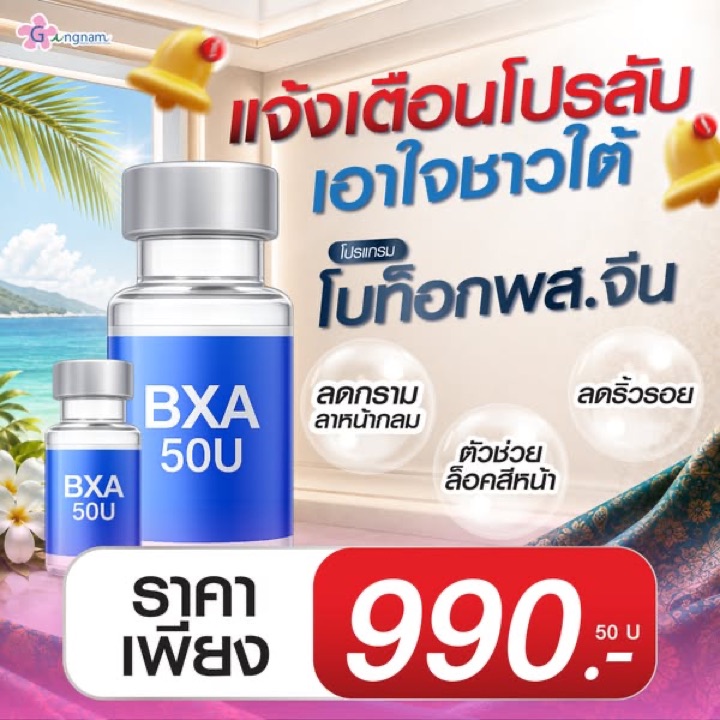 Gangnam
แจ้งเตือนโปรลับ
เอาใจชาวใต้
โปรแกรม
โบท็อกพส.จีน
ลดกราม
ลาหน้ากลม
ลดริ้วรอย
ตัวช่วย
ล็อคสีหน้า
BXA
50U
BXA
50U
ราคา
เพียง
990.-
50 U